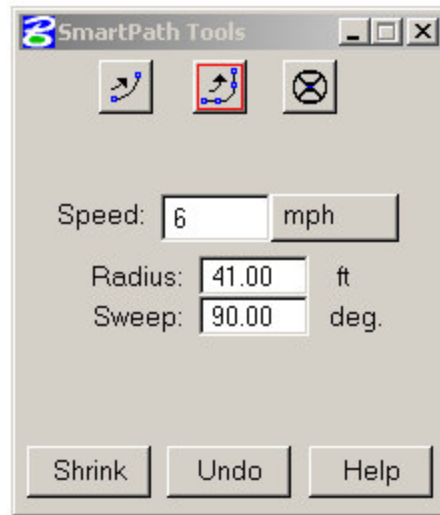 SmartPath Tools
Speed: 6 mph
Radius: 41.00 ft
Sweep: 90.00 deg.
Shrink Undo Help